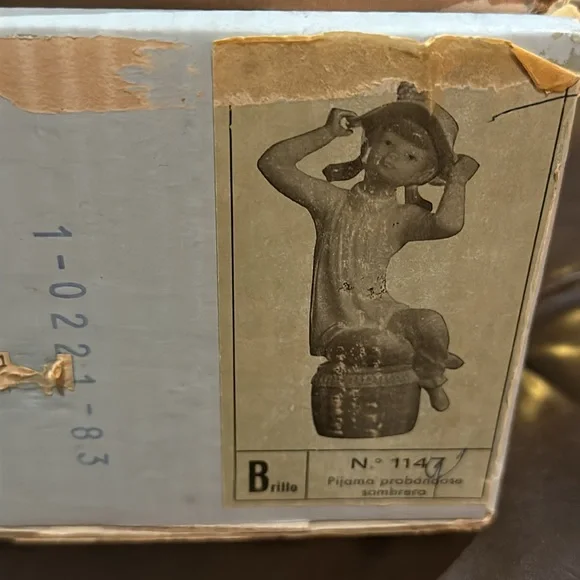 1-0221-83
Brillo
N.º 1147
Pijama probándose
sombrero